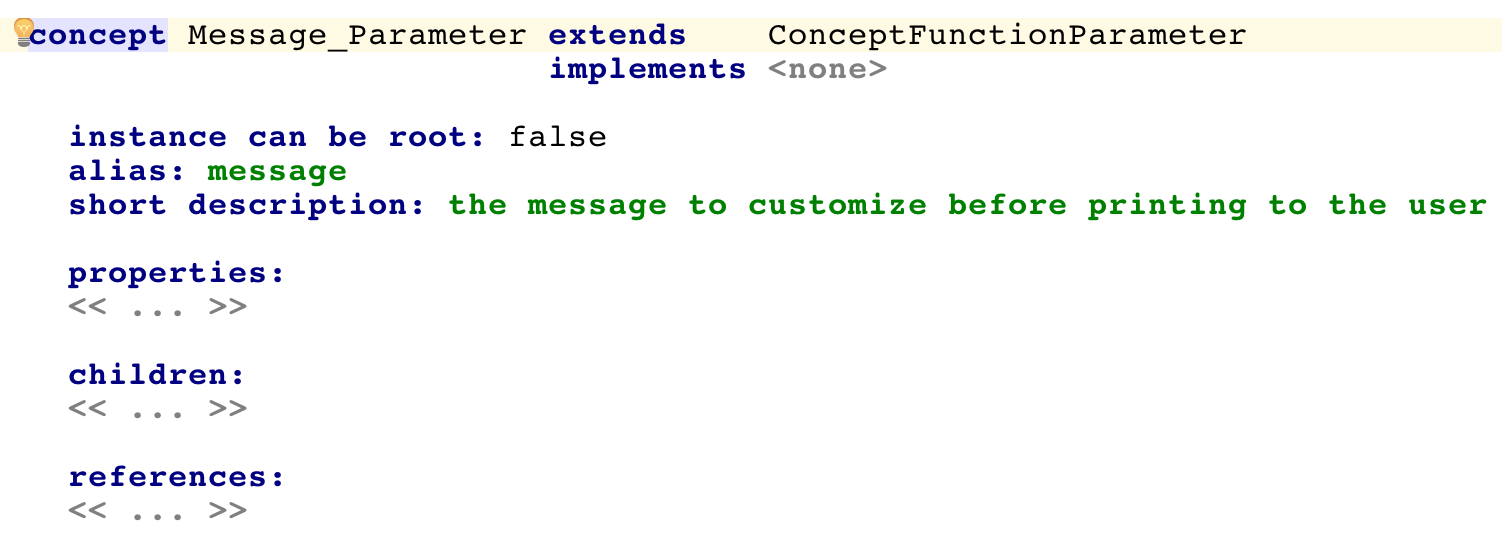 concept Message_Parameter extends ConceptFunctionParameter
implements <none>
instance can be root: false
alias: message
short description: the message to customize before printing to the user
properties:
<< ... >>
children:
<< ... >>
references:
<< ... >>